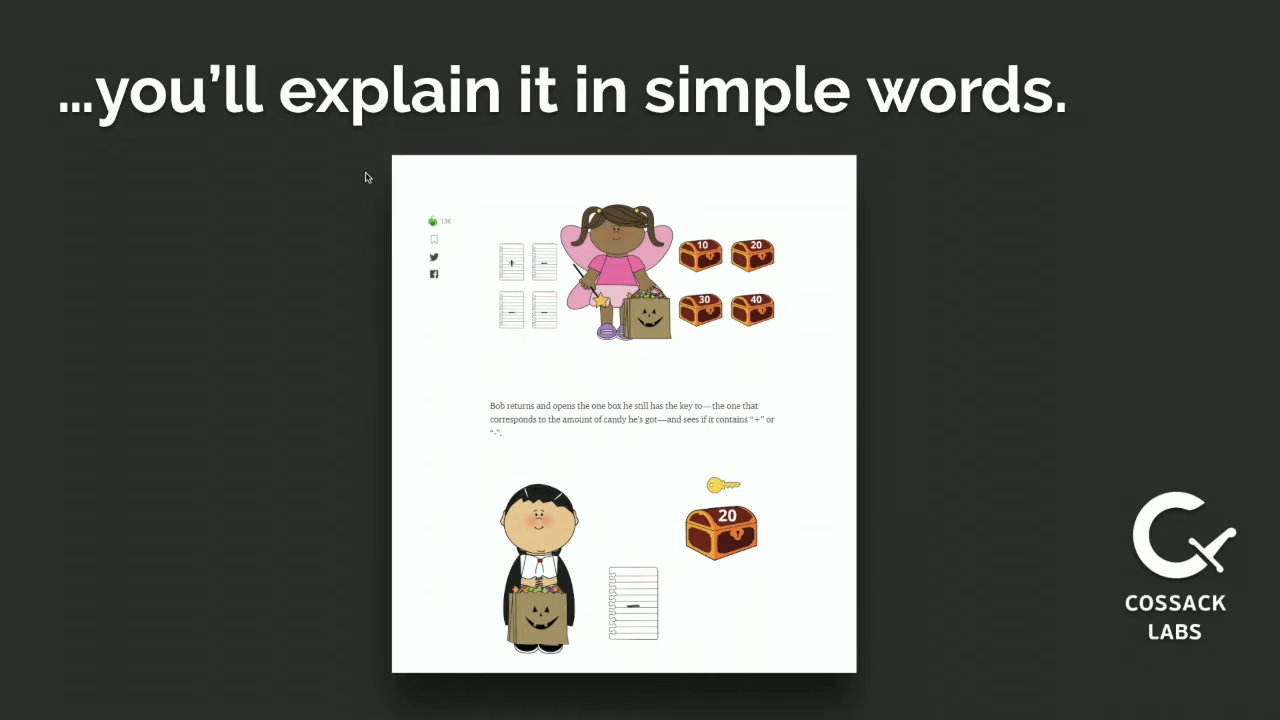 ...you'll explain it in simple words.
1.1K
+
–
10
20
–
–
30
40
Bob returns and opens the one box he still has the key to—the one that
corresponds to the amount of candy he's got—and sees if it contains “+” or
“-”.
20
–
COSSACK
LABS